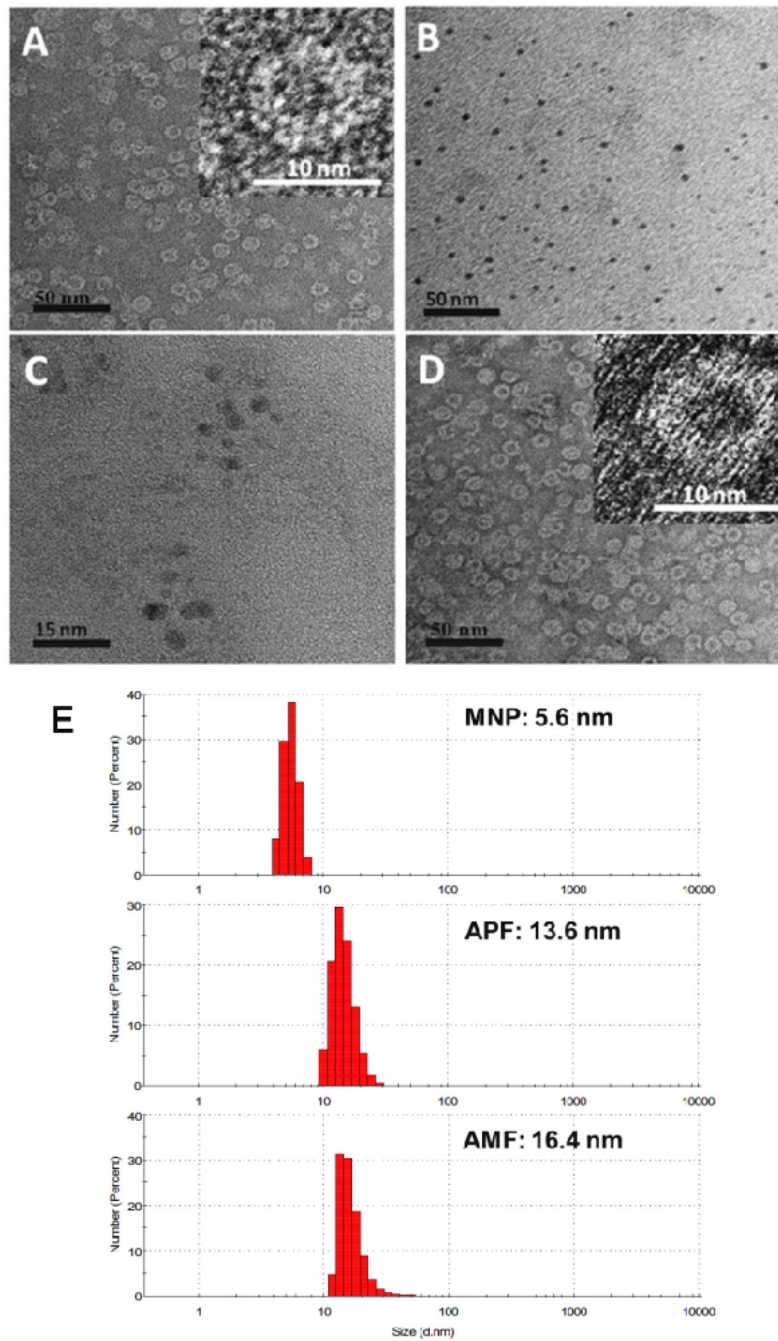 A
10 nm
50 nm
B
50 nm
C
15 nm
D
10 nm
50 nm
E
MNP: 5.6 nm
Number (Percent)
40
30
20
10
0
1 10 100 1000 10000
APF: 13.6 nm
Number (Percent)
30
20
10
0
1 10 100 1000 10000
AMF: 16.4 nm
Number (Percent)
40
30
20
10
0
1 10 100 1000 10000
Size (d.nm)